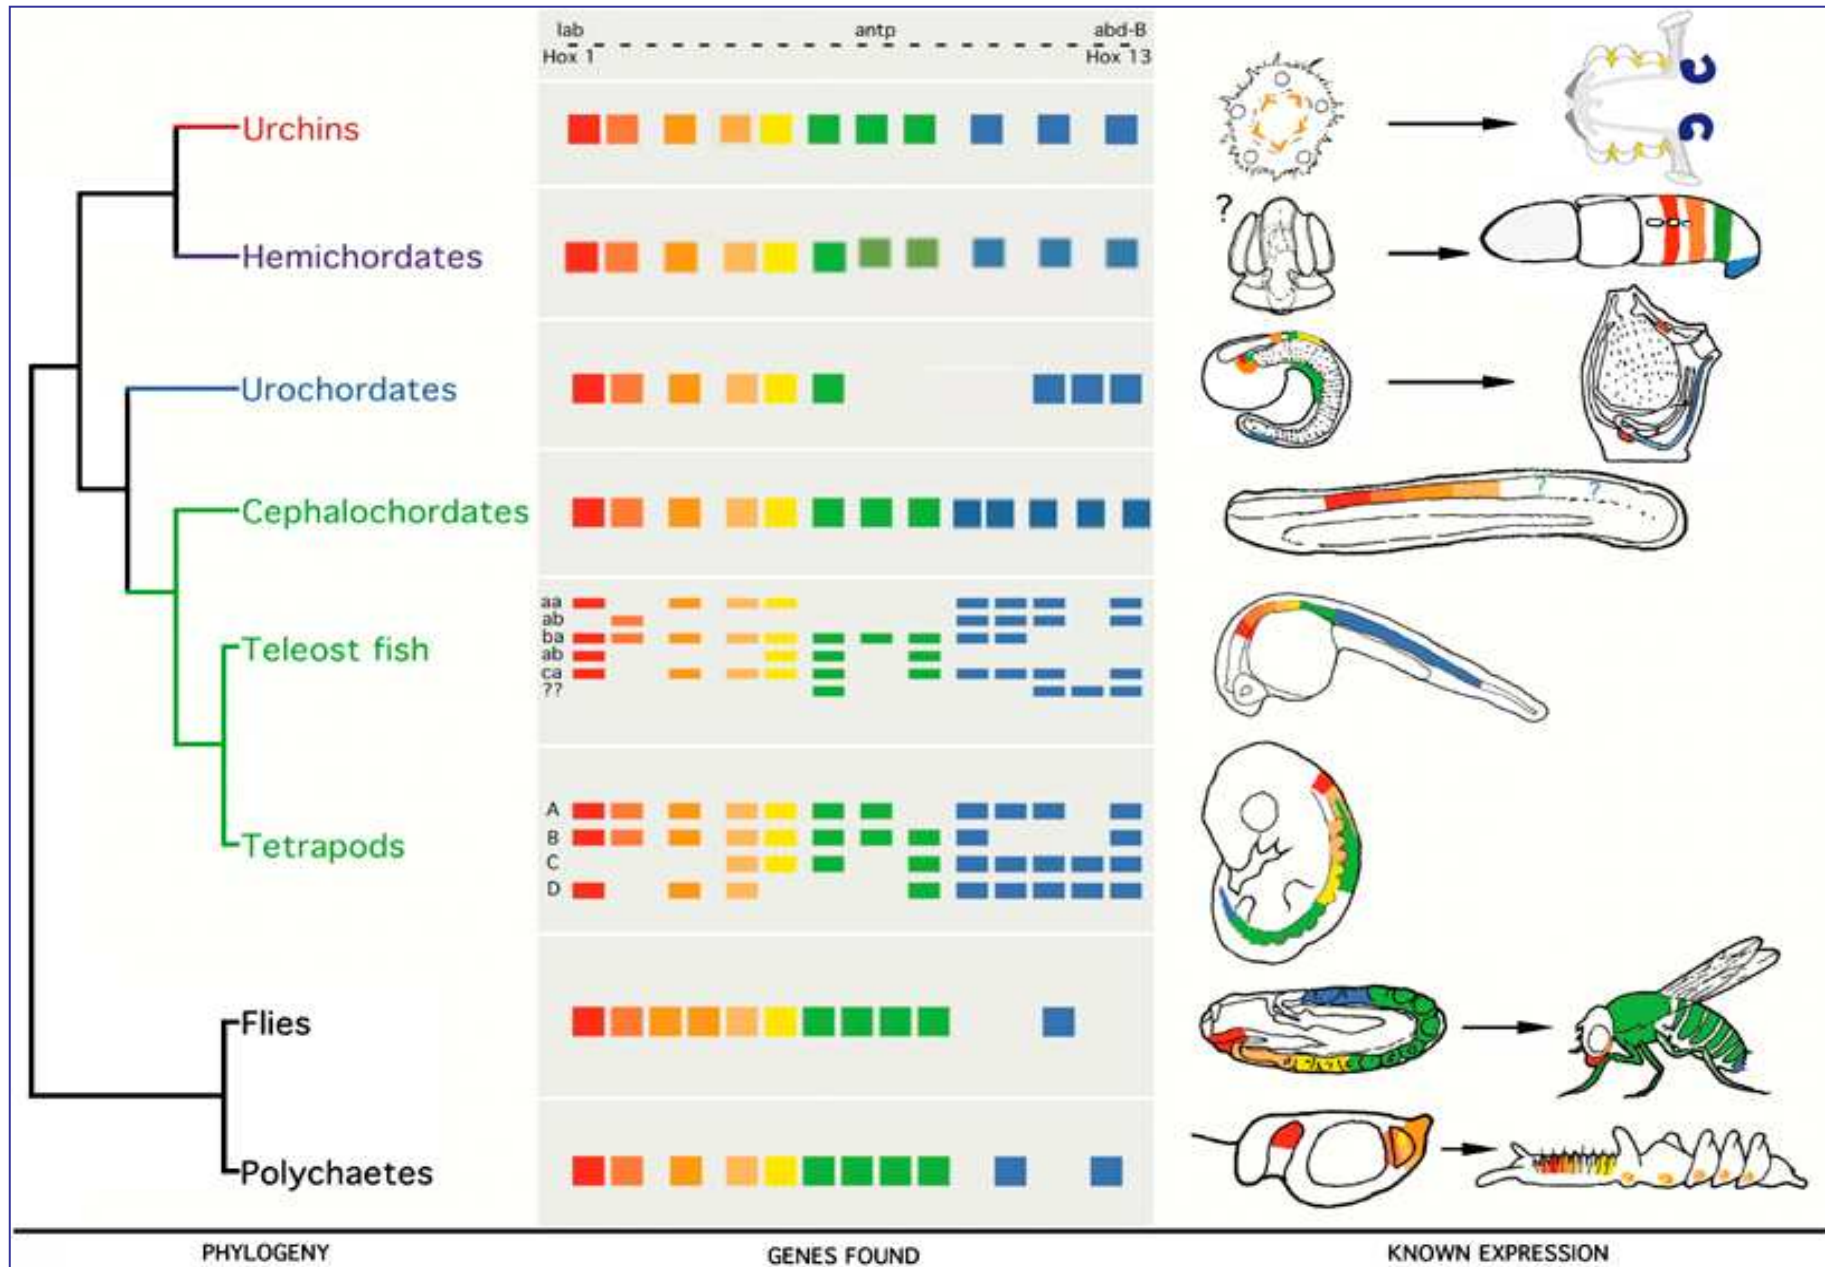 lab antp abd-B
Hox 1 Hox 13
Urchins
?
Hemichordates
Urochordates
? ?
Cephalochordates
aa
ab
ba
Teleost fish
ab
ca
??
A
B
Tetrapods
C
D
Flies
Polychaetes
PHYLOGENY GENES FOUND KNOWN EXPRESSION